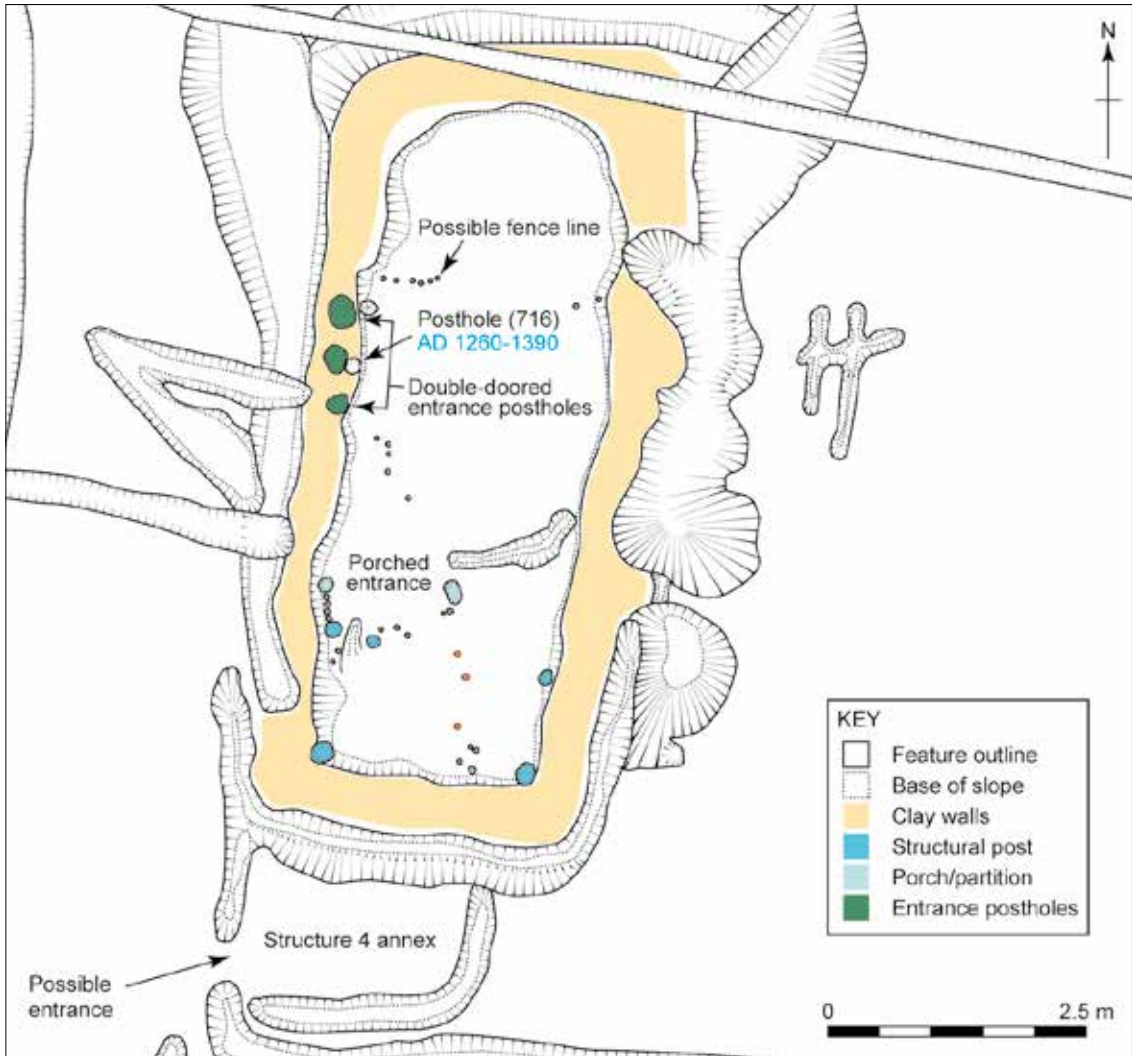 N
Possible fence line
Posthole (716)
AD 1260-1390
Double-doored
entrance postholes
Porched
entrance
Structure 4 annex
Possible
entrance
KEY
Feature outline
Base of slope
Clay walls
Structural post
Porch/partition
Entrance postholes
0 2.5 m